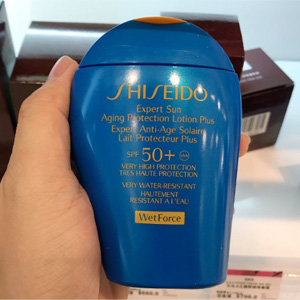 SHISEIDO
Expert Sun
Aging Protection Lotion Plus
Expert Anti-Age Solaire
Lait Protecteur Plus
SPF 50+
VERY HIGH PROTECTION
TRÈS HAUTE PROTECTION
VERY WATER-RESISTANT
HAUTEMENT
RÉSISTANT À L'EAU
WetForce